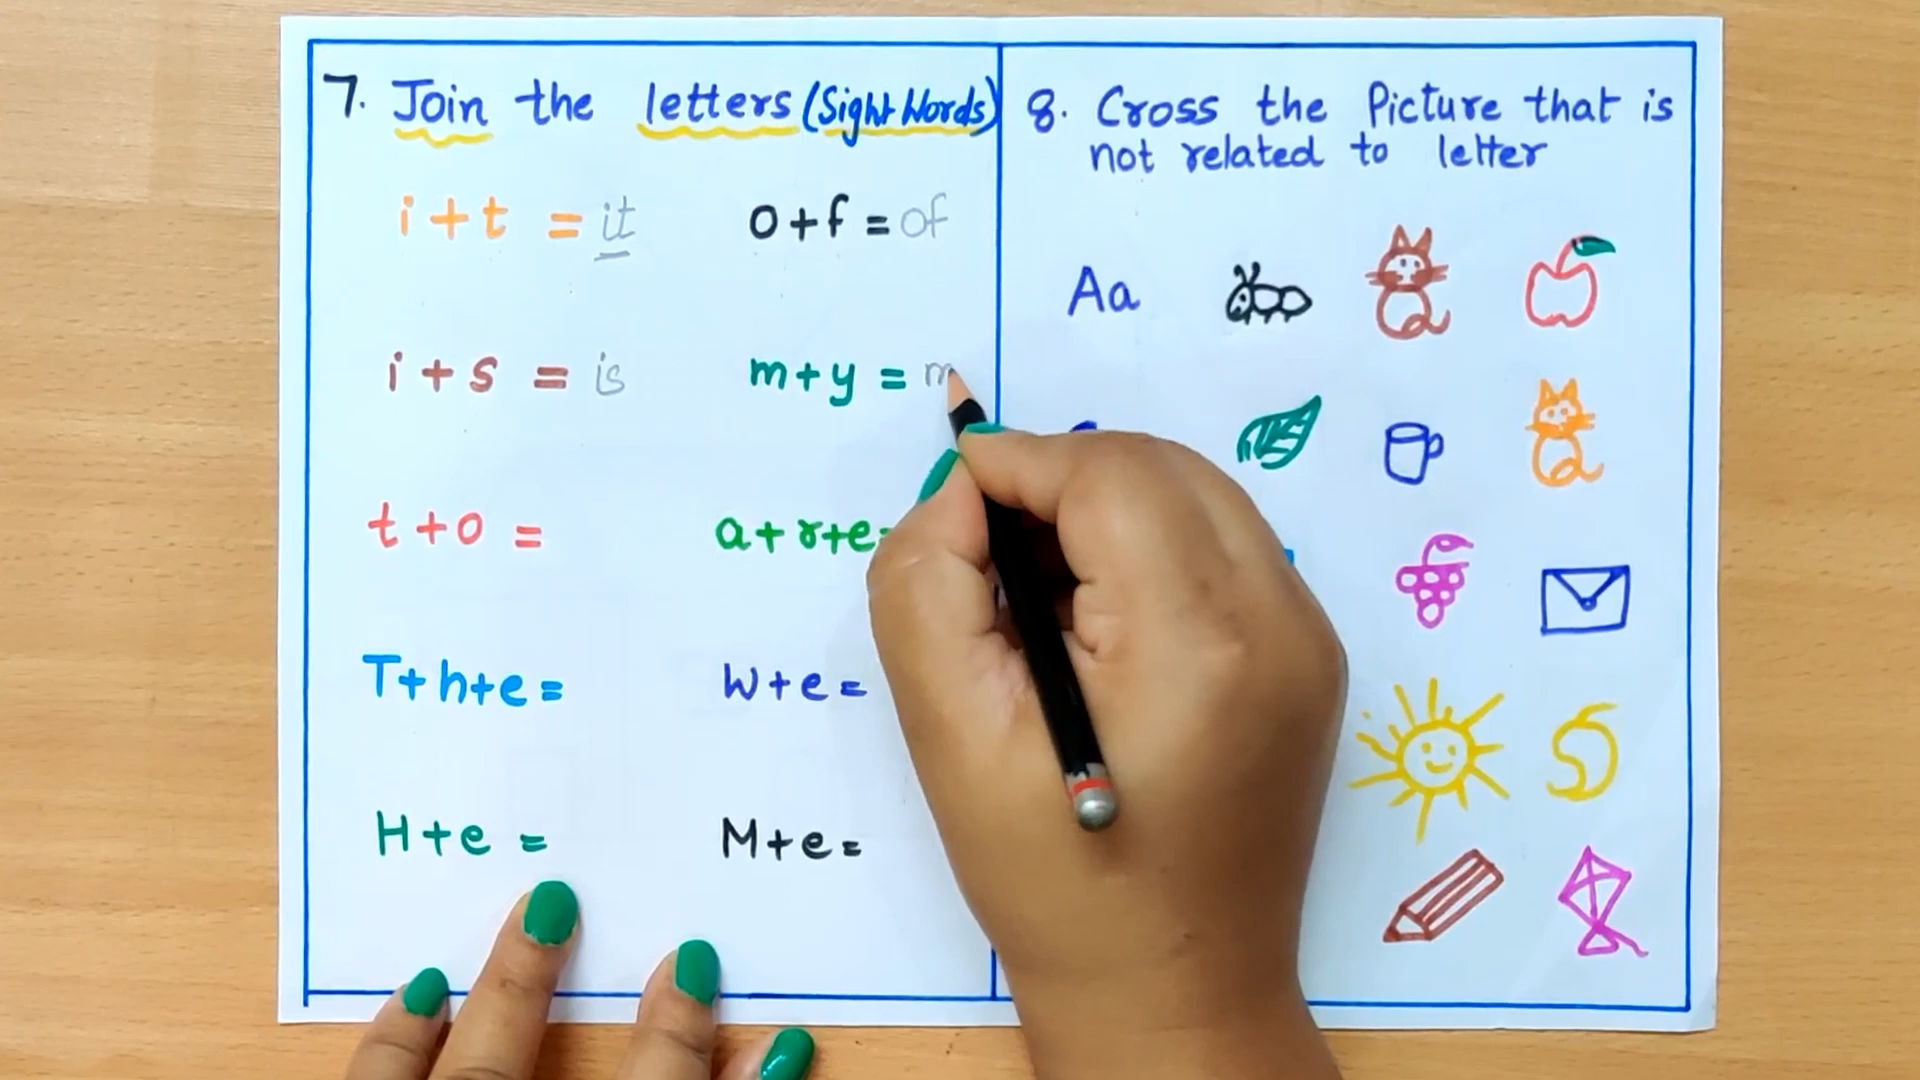 7. Join the letters (Sight Words)
i + t = it
o + f = of
i + s = is
m + y = m
t + o =
a + r + e =
T + h + e =
W + e =
H + e =
M + e =
8. Cross the Picture that is
not related to letter
Aa